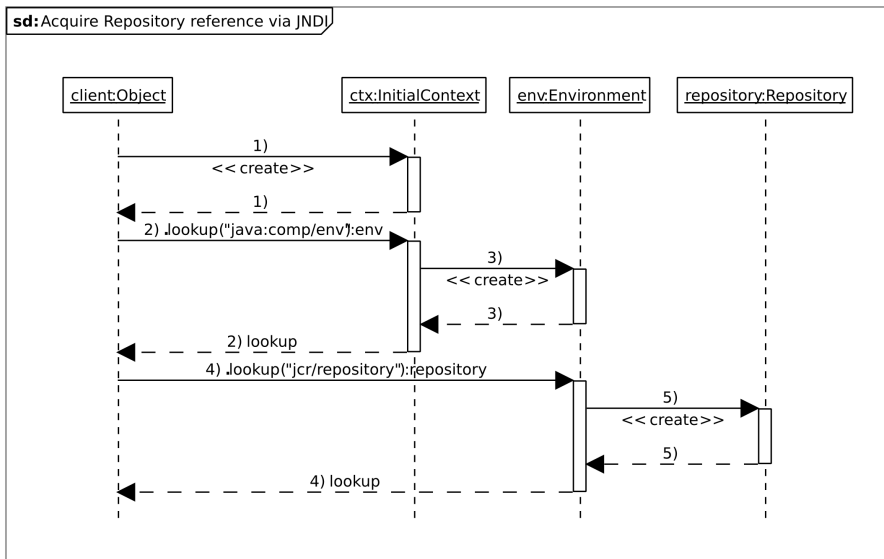 sd: Acquire Repository reference via JNDI
client:Object
ctx:InitialContext
env:Environment
repository:Repository
1)
<<create>>
1)
2) .lookup("java:comp/env"):env
3)
<<create>>
3)
2) lookup
4) .lookup("jcr/repository"):repository
5)
<<create>>
5)
4) lookup